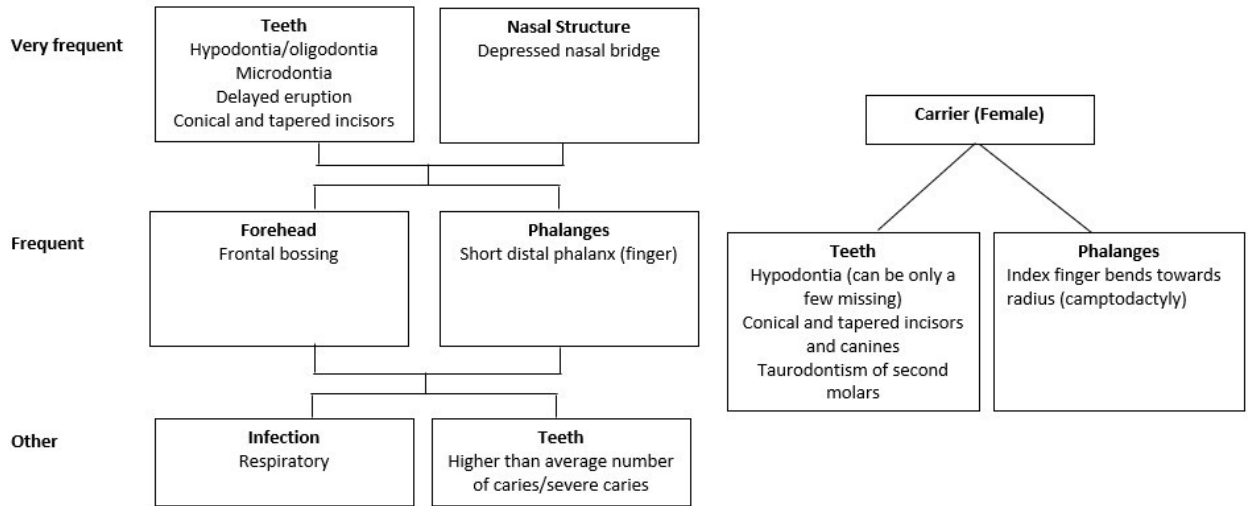 Very frequent
Teeth
Hypodontia/oligodontia
Microdontia
Delayed eruption
Conical and tapered incisors
Nasal Structure
Depressed nasal bridge
Frequent
Forehead
Frontal bossing
Phalanges
Short distal phalanx (finger)
Other
Infection
Respiratory
Teeth
Higher than average number
of caries/severe caries
Carrier (Female)
Teeth
Hypodontia (can be only a
few missing)
Conical and tapered incisors
and canines
Taurodontism of second
molars
Phalanges
Index finger bends towards
radius (camptodactyly)